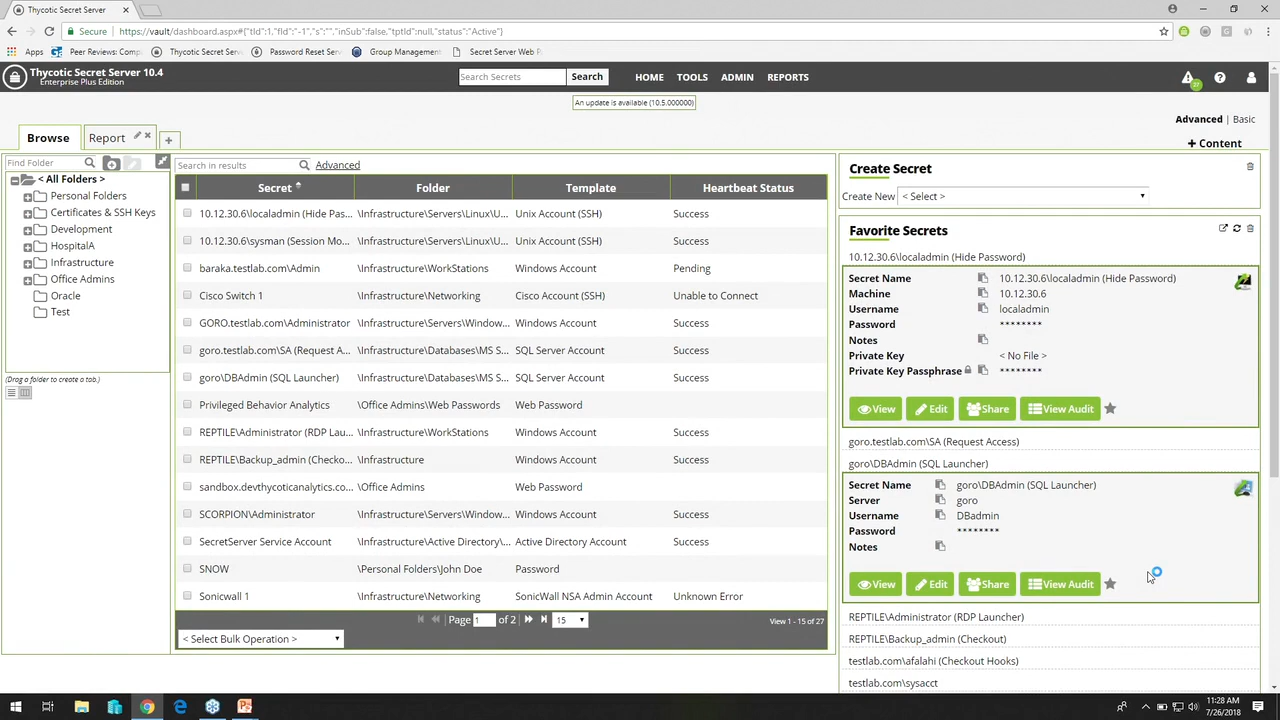 Thycotic Secret Server
Secure | https://vault/dashboard.aspx#{"tId":1,"fId":"-1","s":"","inSub":false,"tptId":null,"status":"Active"}
Apps Peer Reviews: Comp Thycotic Secret Serv Password Reset Serve Group Management Secret Server Web P
Thycotic Secret Server 10.4
Enterprise Plus Edition
Search Secrets Search HOME TOOLS ADMIN REPORTS 27
An update is available (10.5.000000)
Advanced | Basic
Browse Report +
+ Content
Find Folder
Search in results Advanced
< All Folders >
Personal Folders
Certificates & SSH Keys
Development
HospitalA
Infrastructure
Office Admins
Oracle
Test
(Drag a folder to create a tab.)
Secret Folder Template Heartbeat Status
10.12.30.6\localadmin (Hide Pas... \Infrastructure\Servers\Linux\U... Unix Account (SSH) Success
10.12.30.6\sysman (Session Mo... \Infrastructure\Servers\Linux\U... Unix Account (SSH) Success
baraka.testlab.com\Admin \Infrastructure\WorkStations Windows Account Pending
Cisco Switch 1 \Infrastructure\Networking Cisco Account (SSH) Unable to Connect
GORO.testlab.com\Administrator \Infrastructure\Servers\Window... Windows Account Success
goro.testlab.com\SA (Request A... \Infrastructure\Databases\MS S... SQL Server Account Success
goro\DBAdmin (SQL Launcher) \Infrastructure\Databases\MS S... SQL Server Account Success
Privileged Behavior Analytics \Office Admins\Web Passwords Web Password
REPTILE\Administrator (RDP Lau... \Infrastructure\WorkStations Windows Account Success
REPTILE\Backup_admin (Checko... \Infrastructure Windows Account Success
sandbox.devthycoticanalytics.co... \Office Admins Web Password
SCORPION\Administrator \Infrastructure\Servers\Window... Windows Account Success
SecretServer Service Account \Infrastructure\Active Directory\... Active Directory Account Success
SNOW \Personal Folders\John Doe Password
Sonicwall 1 \Infrastructure\Networking SonicWall NSA Admin Account Unknown Error
Page 1 of 2 15 View 1 - 15 of 27
< Select Bulk Operation >
Create Secret
Create New < Select >
Favorite Secrets
10.12.30.6\localadmin (Hide Password)
Secret Name 10.12.30.6\localadmin (Hide Password)
Machine 10.12.30.6
Username localadmin
Password ********
Notes
Private Key < No File >
Private Key Passphrase ********
View Edit Share View Audit
goro.testlab.com\SA (Request Access)
goro\DBAdmin (SQL Launcher)
Secret Name goro\DBAdmin (SQL Launcher)
Server goro
Username DBadmin
Password ********
Notes
View Edit Share View Audit
REPTILE\Administrator (RDP Launcher)
REPTILE\Backup_admin (Checkout)
testlab.com\afalahi (Checkout Hooks)
testlab.com\sysacct
11:28 AM
7/26/2018